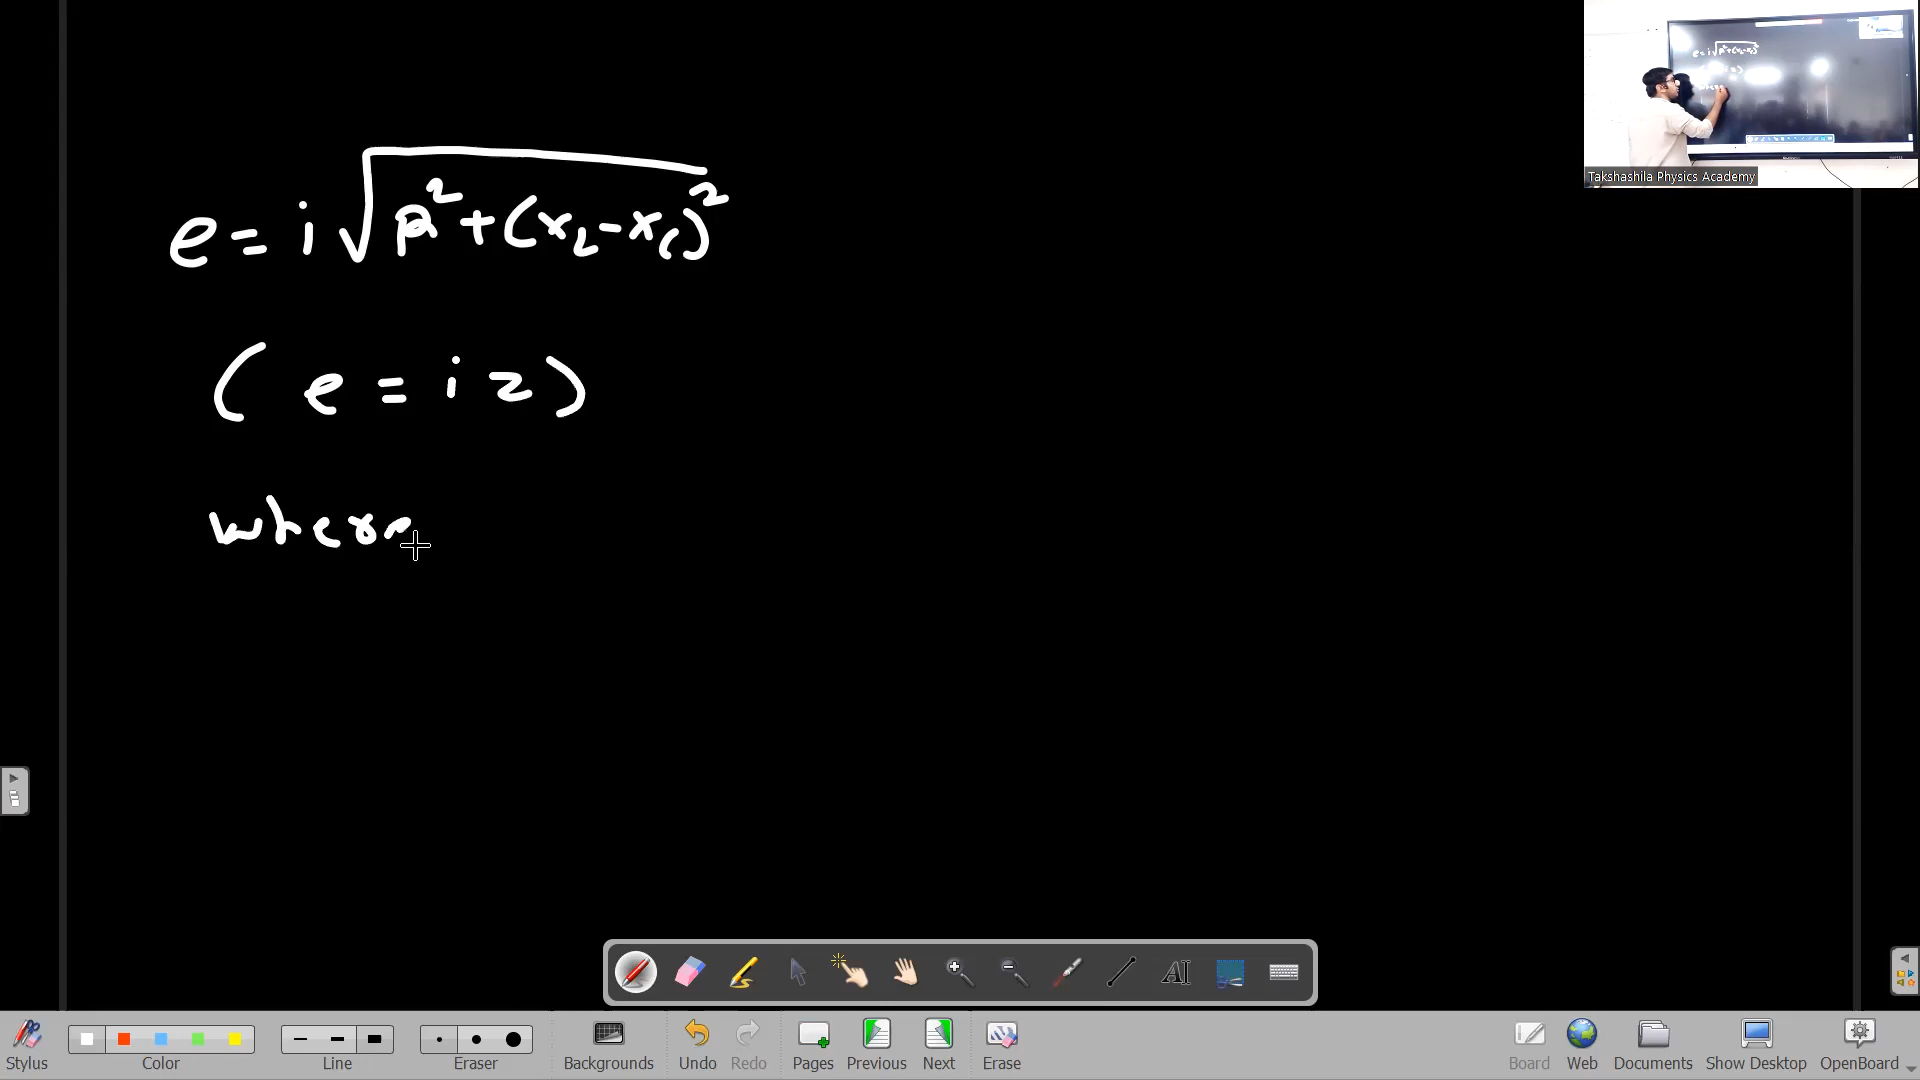 Takshashila Physics Academy
e = i √(R² + (x₂ - x₁)²
( e = i z )
where
Stylus Color Line Eraser Backgrounds Undo Redo Pages Previous Next Erase Board Web Documents Show Desktop OpenBoard